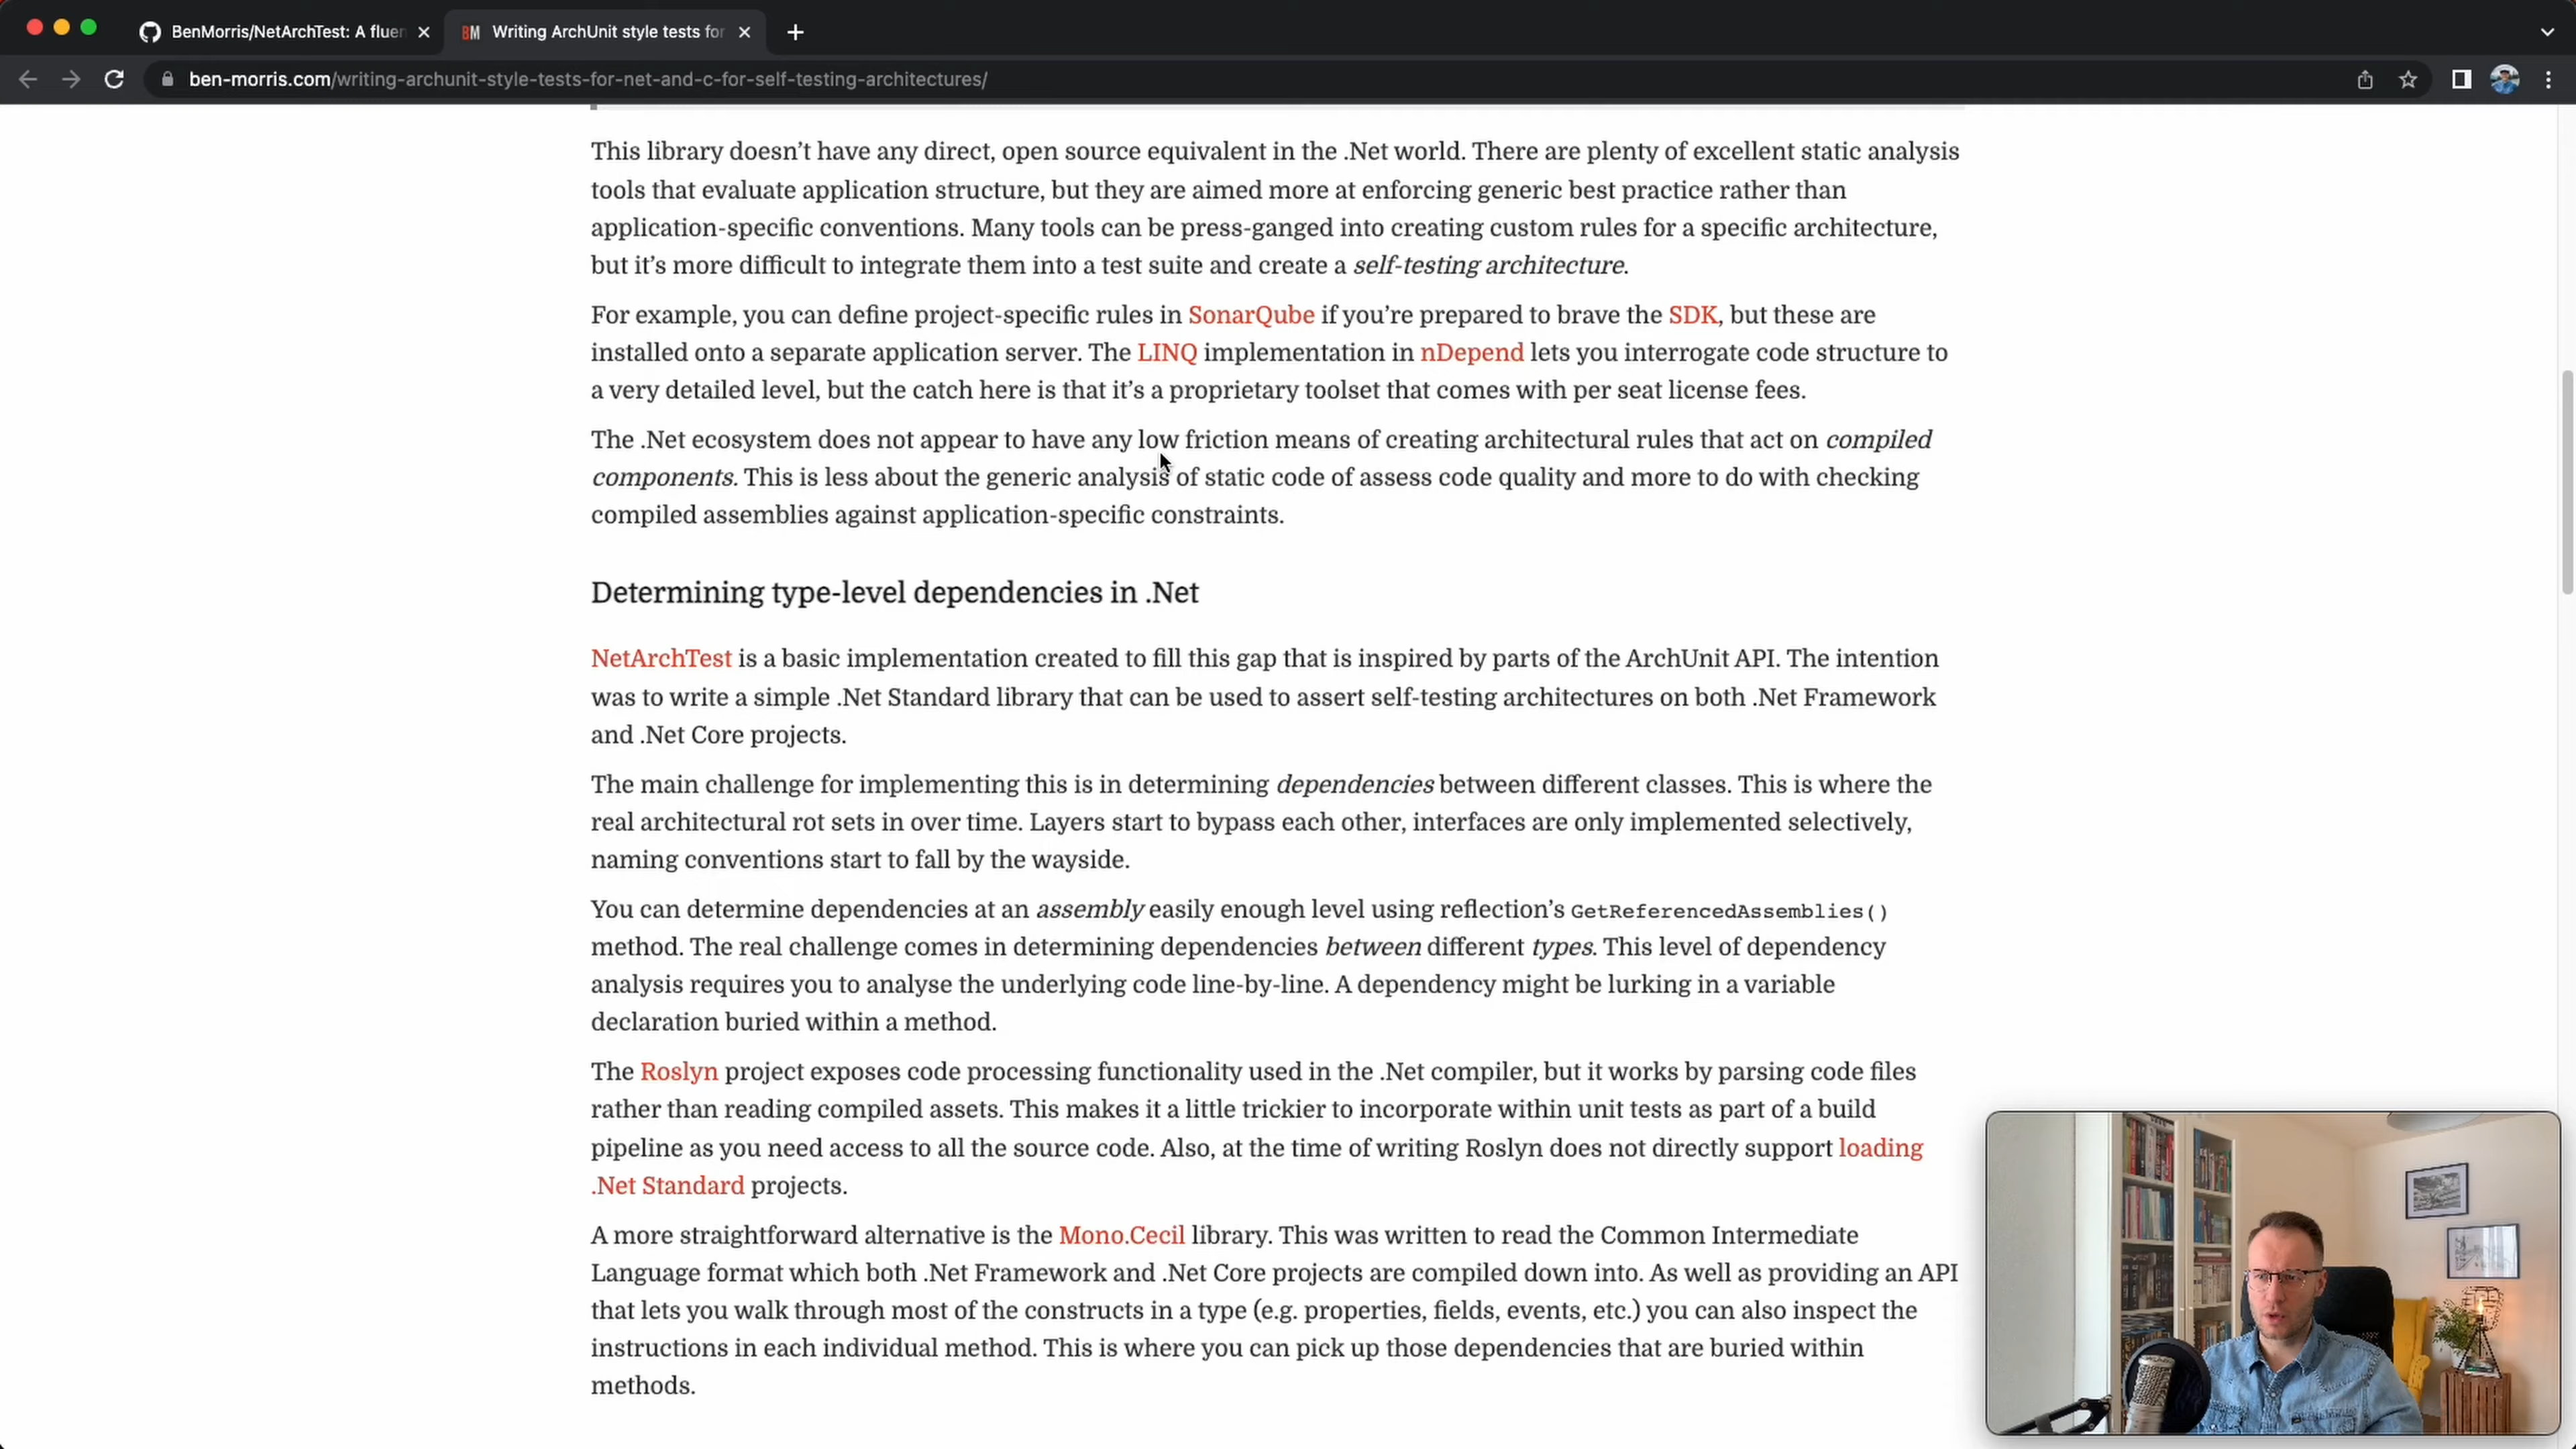 BenMorris/NetArchTest: A fluen
BM Writing ArchUnit style tests for
ben-morris.com/writing-archunit-style-tests-for-net-and-c-for-self-testing-architectures/
This library doesn’t have any direct, open source equivalent in the .Net world. There are plenty of excellent static analysis
tools that evaluate application structure, but they are aimed more at enforcing generic best practice rather than
application-specific conventions. Many tools can be press-ganged into creating custom rules for a specific architecture,
but it’s more difficult to integrate them into a test suite and create a self-testing architecture.
For example, you can define project-specific rules in SonarQube if you’re prepared to brave the SDK, but these are
installed onto a separate application server. The LINQ implementation in nDepend lets you interrogate code structure to
a very detailed level, but the catch here is that it’s a proprietary toolset that comes with per seat license fees.
The .Net ecosystem does not appear to have any low friction means of creating architectural rules that act on compiled
components. This is less about the generic analysis of static code of assess code quality and more to do with checking
compiled assemblies against application-specific constraints.
Determining type-level dependencies in .Net
NetArchTest is a basic implementation created to fill this gap that is inspired by parts of the ArchUnit API. The intention
was to write a simple .Net Standard library that can be used to assert self-testing architectures on both .Net Framework
and .Net Core projects.
The main challenge for implementing this is in determining dependencies between different classes. This is where the
real architectural rot sets in over time. Layers start to bypass each other, interfaces are only implemented selectively,
naming conventions start to fall by the wayside.
You can determine dependencies at an assembly easily enough level using reflection’s GetReferencedAssemblies()
method. The real challenge comes in determining dependencies between different types. This level of dependency
analysis requires you to analyse the underlying code line-by-line. A dependency might be lurking in a variable
declaration buried within a method.
The Roslyn project exposes code processing functionality used in the .Net compiler, but it works by parsing code files
rather than reading compiled assets. This makes it a little trickier to incorporate within unit tests as part of a build
pipeline as you need access to all the source code. Also, at the time of writing Roslyn does not directly support loading
.Net Standard projects.
A more straightforward alternative is the Mono.Cecil library. This was written to read the Common Intermediate
Language format which both .Net Framework and .Net Core projects are compiled down into. As well as providing an API
that lets you walk through most of the constructs in a type (e.g. properties, fields, events, etc.) you can also inspect the
instructions in each individual method. This is where you can pick up those dependencies that are buried within
methods.